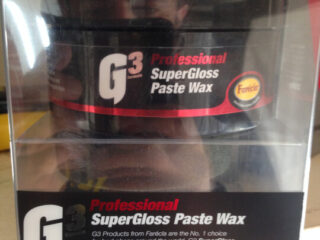 G3
Professional
SuperGloss
Paste Wax
Farécla
G3
Professional
SuperGloss Paste Wax
G3 Products from Farécla are the No. 1 choice